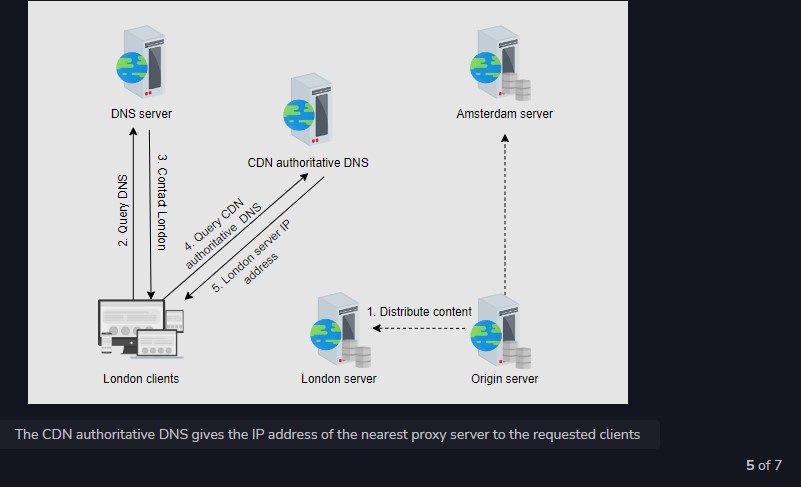 DNS server
Amsterdam server
CDN authoritative DNS
2. Query DNS
3. Contact London
4. Query CDN
authoritative DNS
5. London server IP
address
1. Distribute content
London clients
London server
Origin server
The CDN authoritative DNS gives the IP address of the nearest proxy server to the requested clients
5 of 7